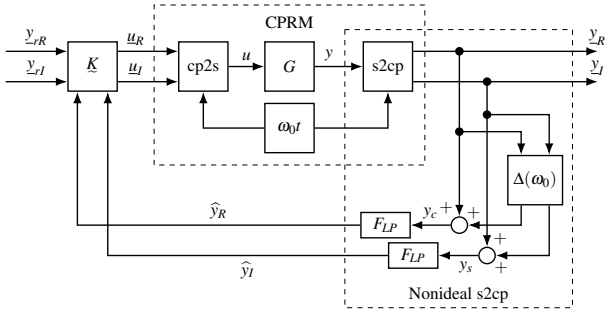 CPRM
y_rR
y_rI
K
u_R
u_I
cp2s
u
G
y
s2cp
y_R
y_I
ω₀t
Δ(ω₀)
ŷ_R
F_LP
y_c
+
+
ŷ_I
F_LP
y_s
+
+
Nonideal s2cp